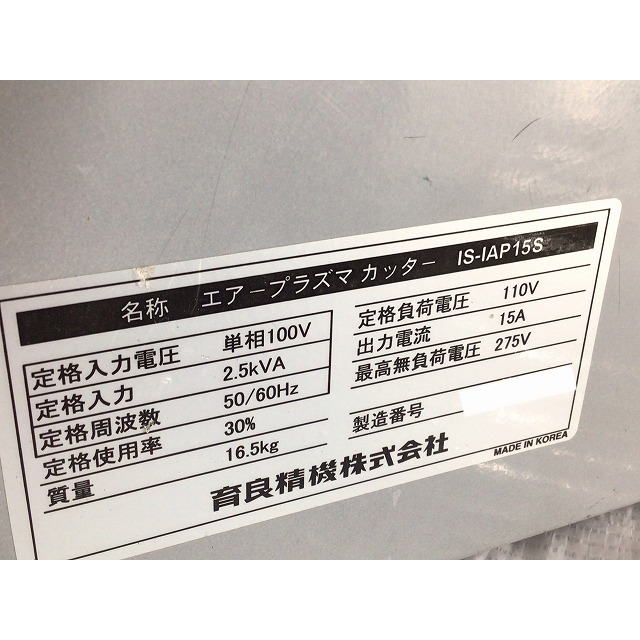 名称 エアープラズマ カッター IS-IAP15S
定格入力電圧 単相100V
定格入力 2.5kVA
定格周波数 50/60Hz
定格使用率 30%
質量 16.5kg
定格負荷電圧 110V
出力電流 15A
最高無負荷電圧 275V
製造番号
育良精機株式会社
MADE IN KOREA